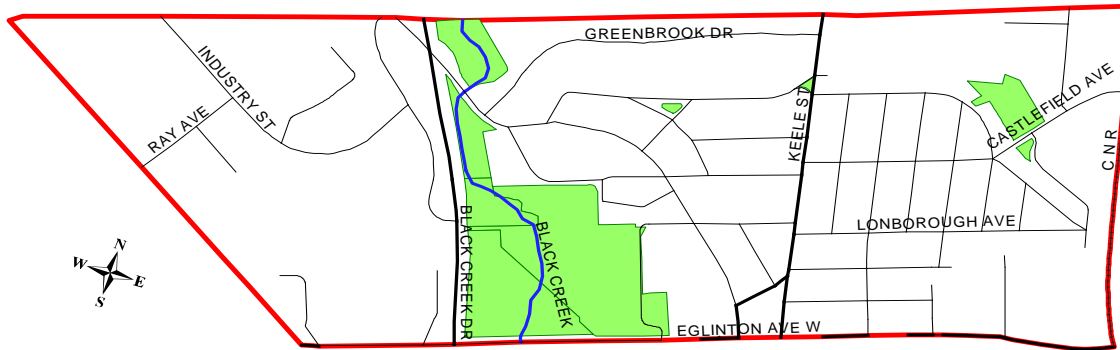 GREENBROOK DR
INDUSTRY ST
RAY AVE
KEELE ST
CASTLEFIELD AVE
CNR
BLACK CREEK DR
BLACK CREEK
LONBOROUGH AVE
EGLINTON AVE W
N
W
E
S